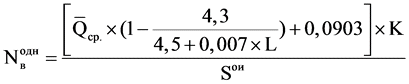 N_в^одн = [ Q̅_ср. × (1 - 4,3 / (4,5 + 0,007 × L)) + 0,0903 ] × K / S^ои